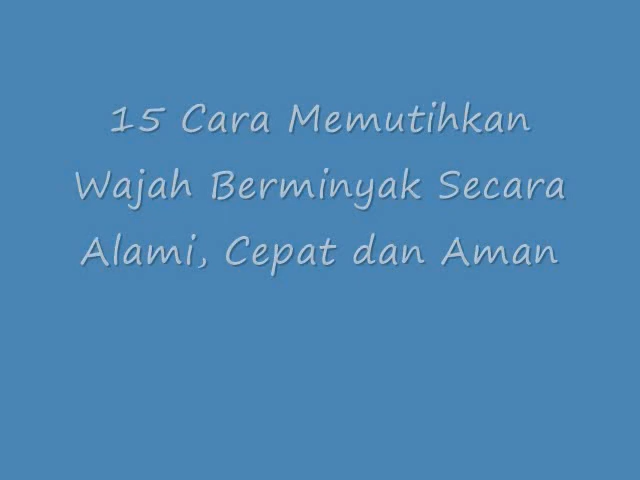 15 Cara Memutihkan
Wajah Berminyak Secara
Alami, Cepat dan Aman